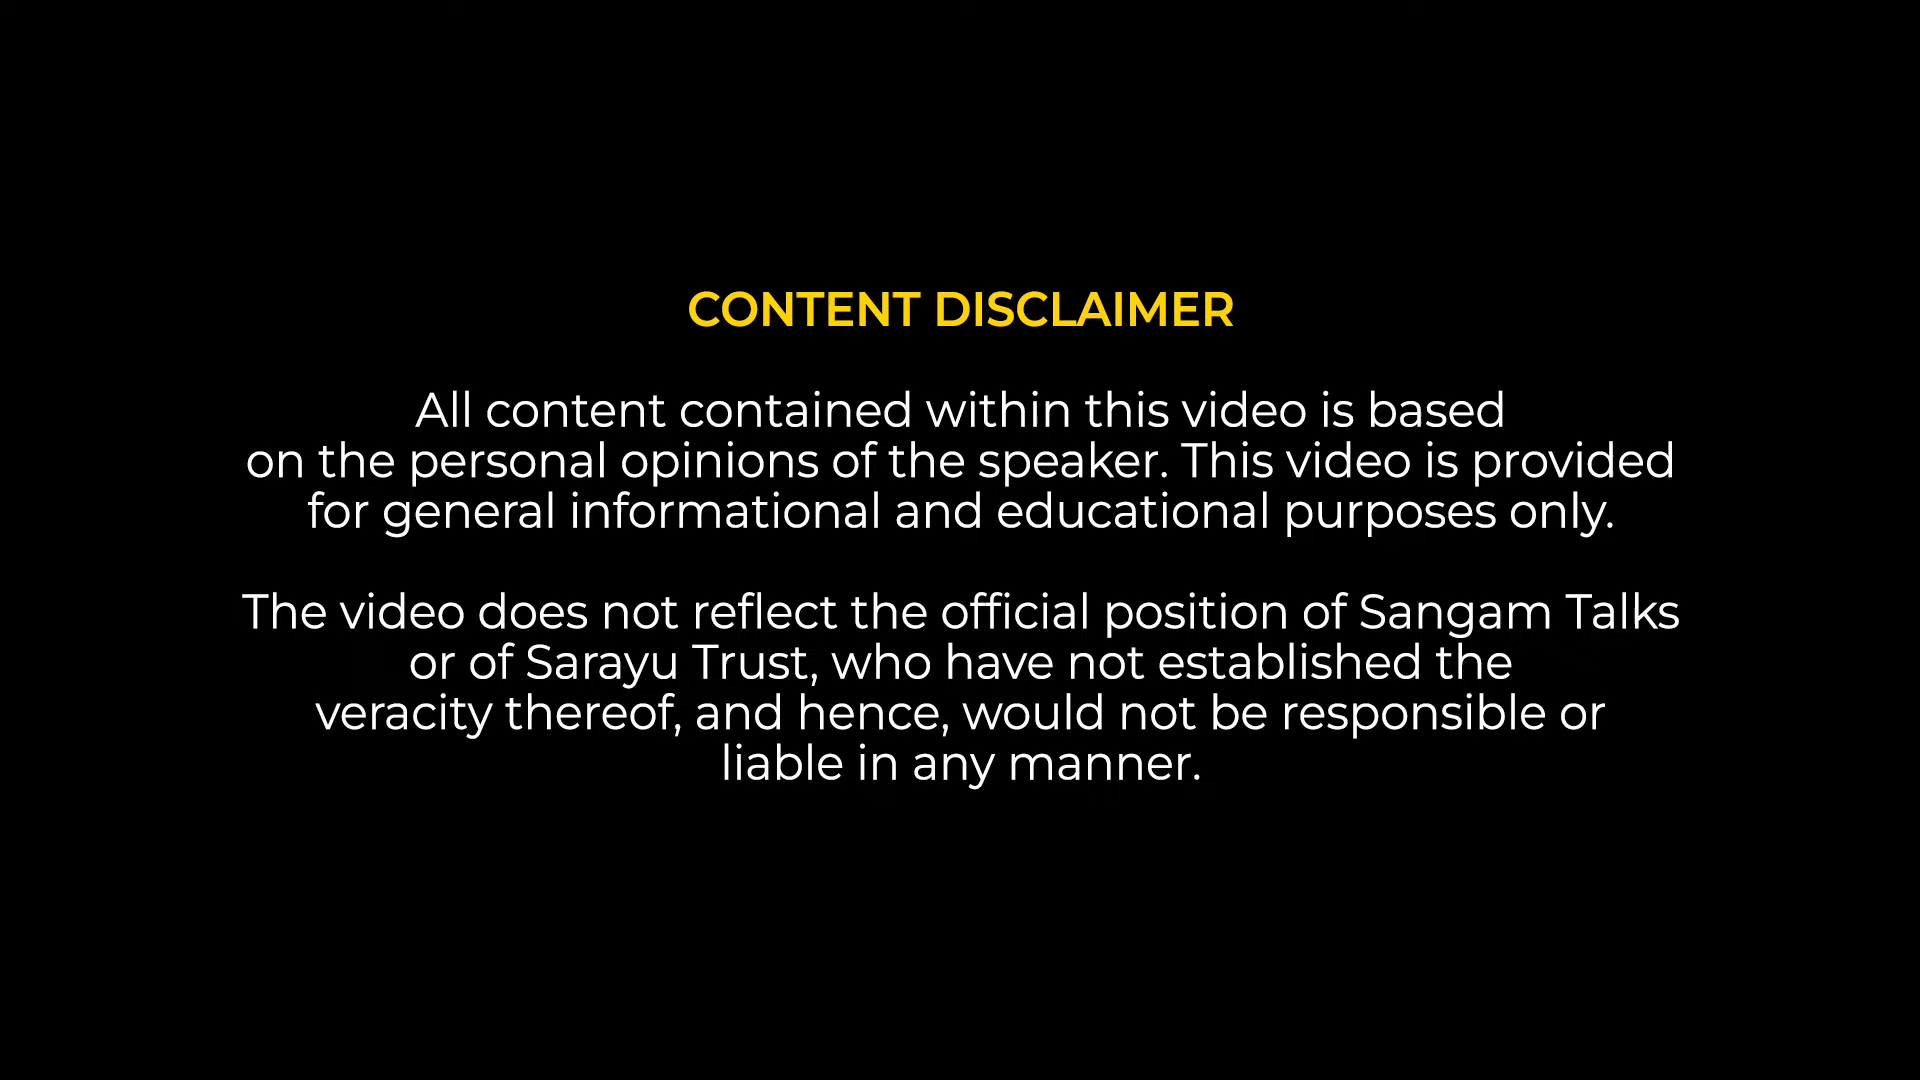 CONTENT DISCLAIMER
All content contained within this video is based
on the personal opinions of the speaker. This video is provided
for general informational and educational purposes only.
The video does not reflect the official position of Sangam Talks
or of Sarayu Trust, who have not established the
veracity thereof, and hence, would not be responsible or
liable in any manner.